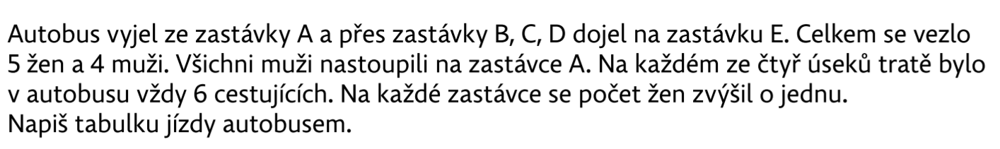 Autobus vyjel ze zastávky A a přes zastávky B, C, D dojel na zastávku E. Celkem se vezlo
5 žen a 4 muži. Všichni muži nastoupili na zastávce A. Na každém ze čtyř úseků tratě bylo
v autobusu vždy 6 cestujících. Na každé zastávce se počet žen zvýšil o jednu.
Napiš tabulku jízdy autobusem.